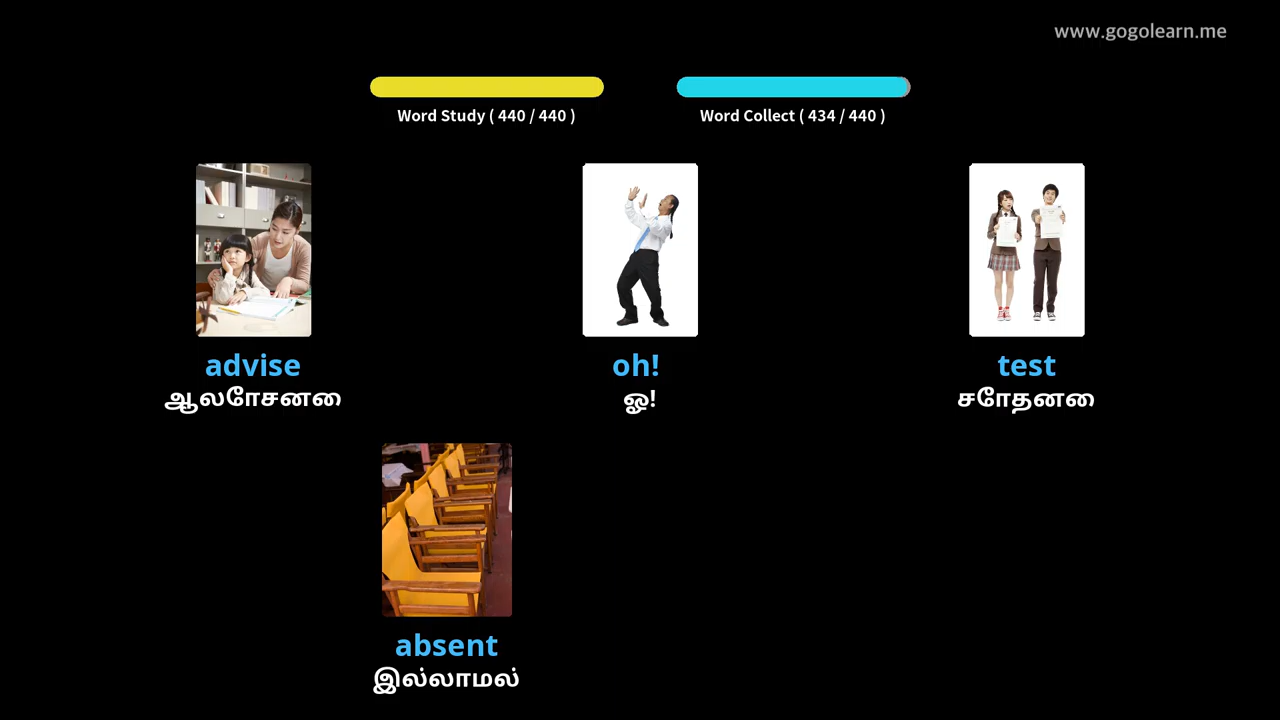 www.gogolearn.me
Word Study ( 440 / 440 )
Word Collect ( 434 / 440 )
advise
ஆலோசனை
oh!
ஓ!
test
சோதனை
absent
இல்லாமல்